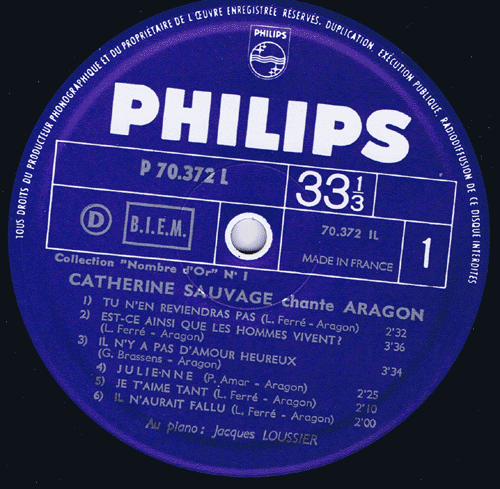 TOUS DROITS DU PRODUCTEUR PHONOGRAPHIQUE ET DU PROPRIETAIRE DE L'ŒUVRE ENREGISTRÉE RÉSERVÉS. DUPLICATION, EXÉCUTION PUBLIQUE, RADIODIFFUSION DE CE DISQUE INTERDITES
PHILIPS
PHILIPS
P 70.372 L
33 1/3
D
B.I.E.M.
70.372 1L
MADE IN FRANCE
1
Collection "Nombre d'Or" N° 1
CATHERINE SAUVAGE chante ARAGON
1) TU N'EN REVIENDRAS PAS (L. Ferré - Aragon) 2'32
2) EST-CE AINSI QUE LES HOMMES VIVENT?
(L. Ferré - Aragon) 3'36
3) IL N'Y A PAS D'AMOUR HEUREUX
(G. Brassens - Aragon) 3'34
4) JULIENNE (P. Amar - Aragon) 2'25
5) JE T'AIME TANT (L. Ferré - Aragon) 2'10
6) IL N'AURAIT FALLU (L. Ferré - Aragon) 2'00
Au piano : Jacques LOUSSIER